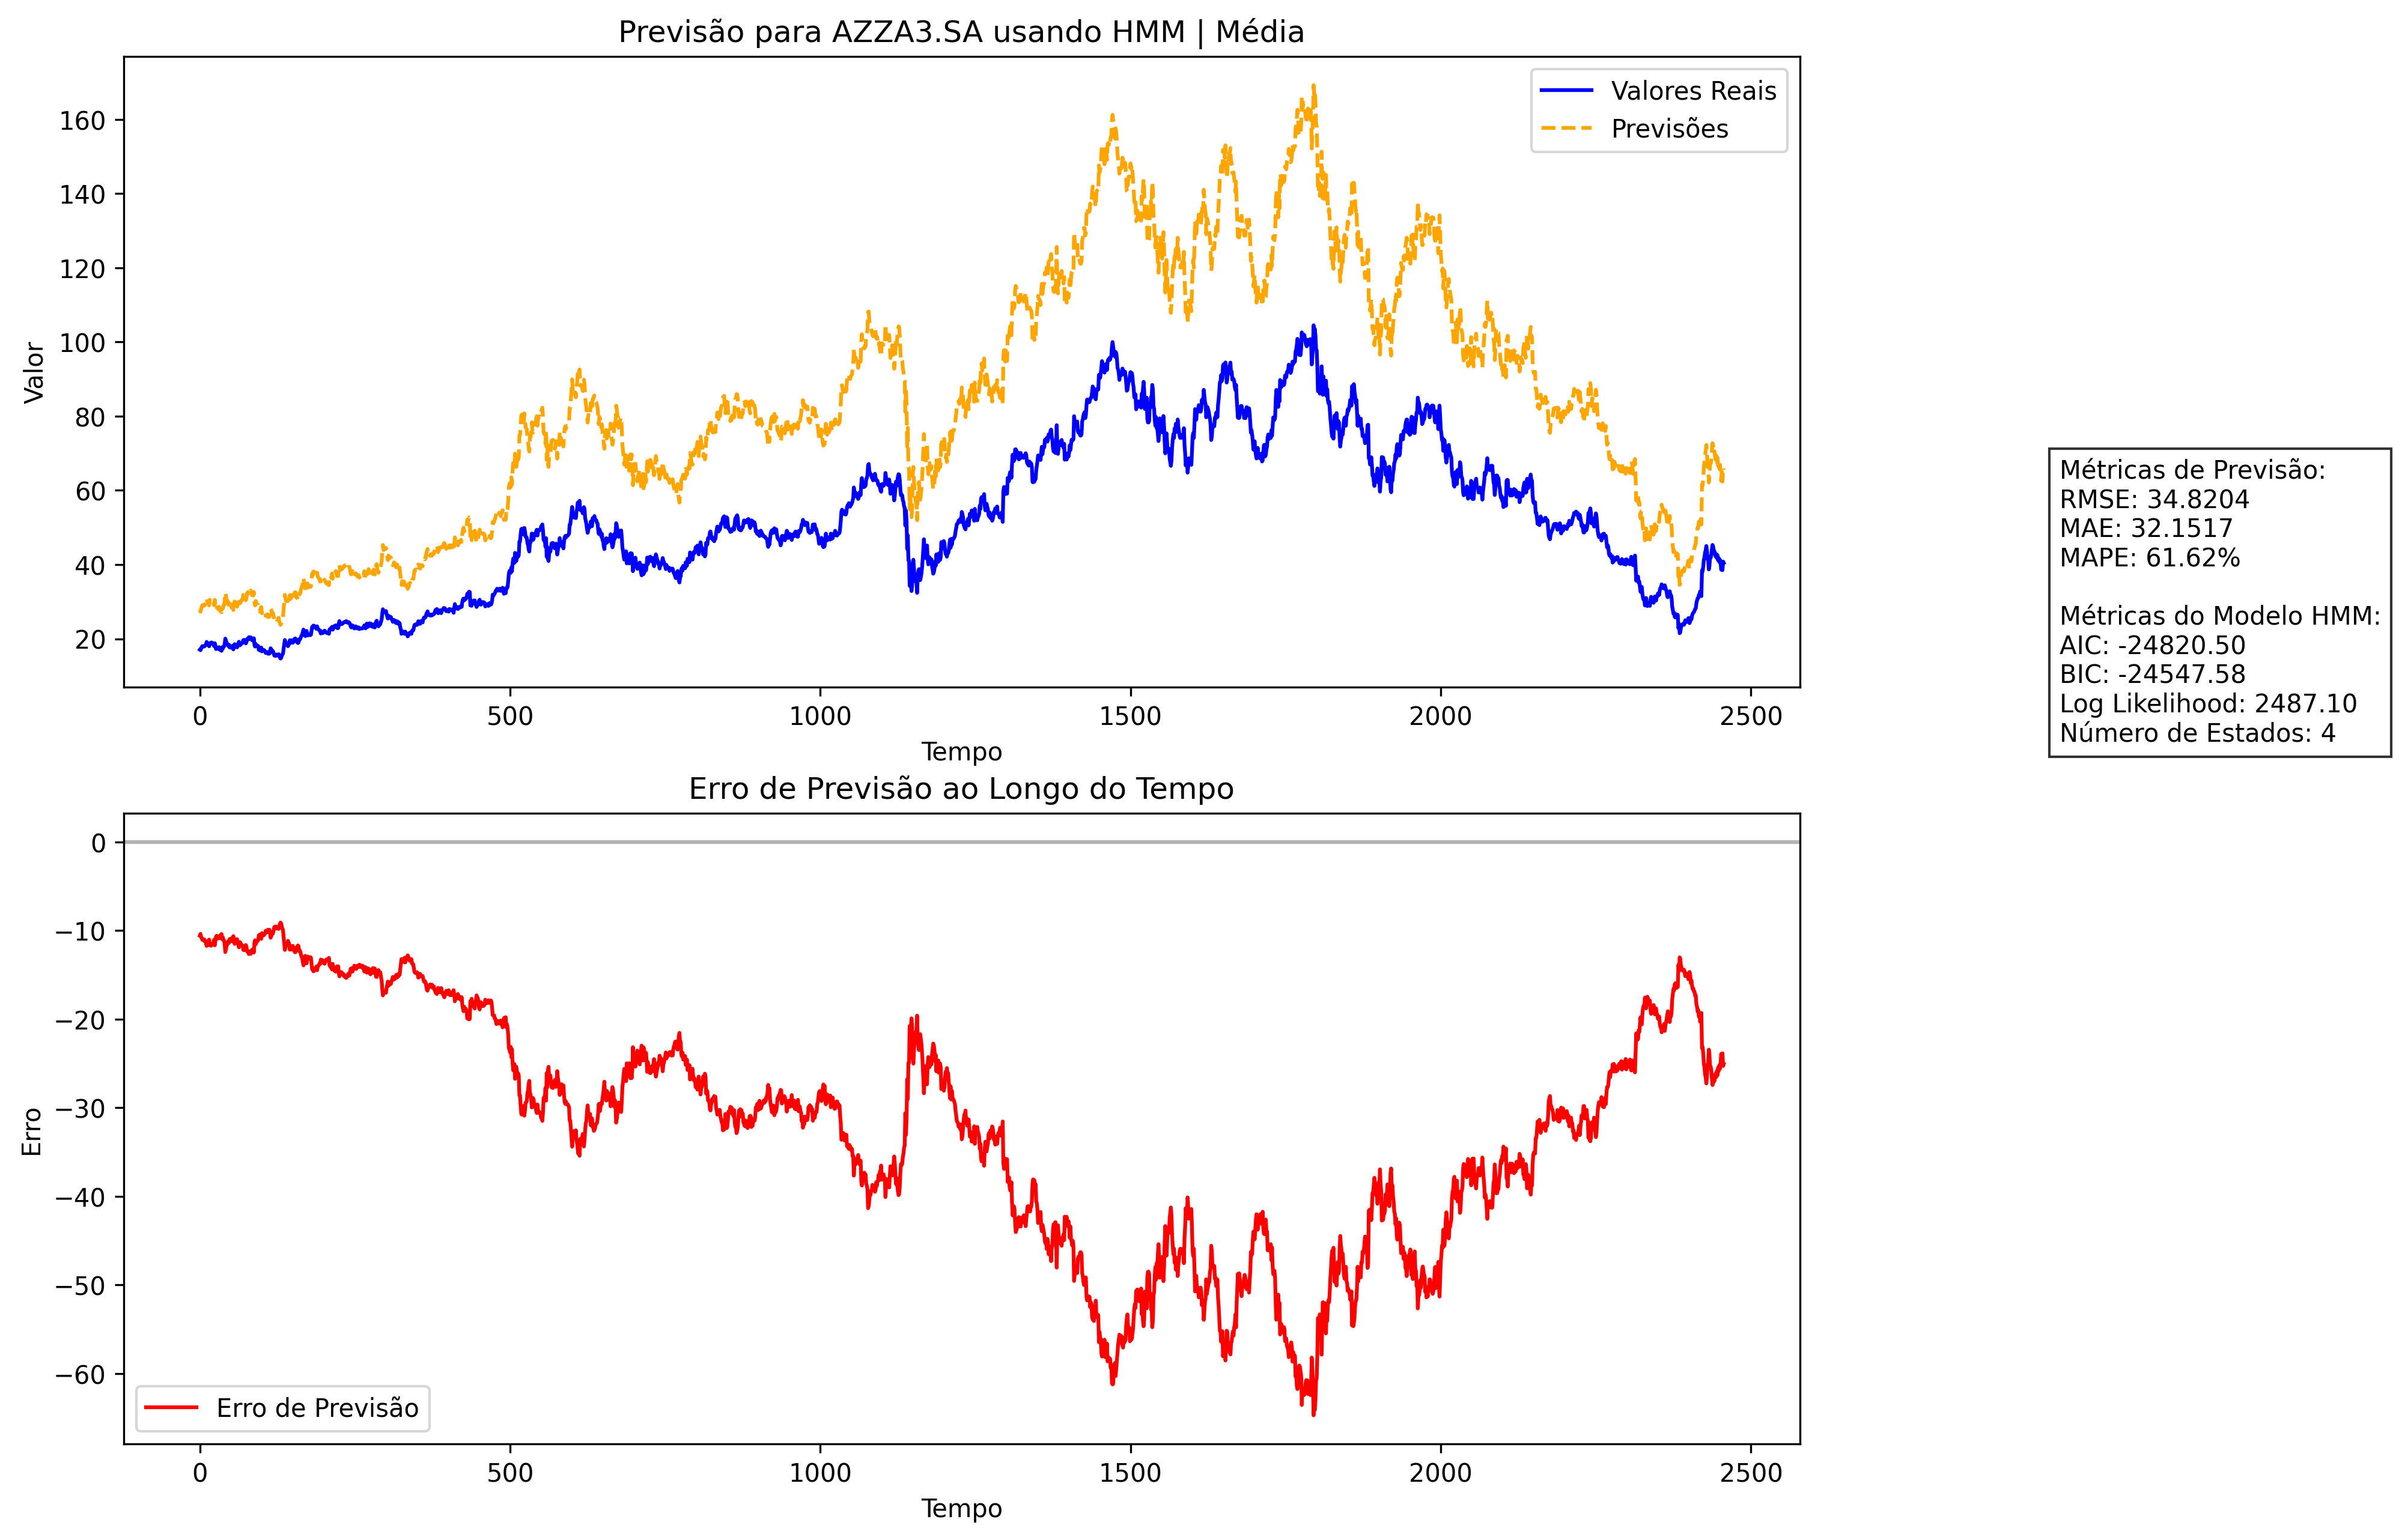 Previsão para AZZA3.SA usando HMM | Média
Valores Reais
Previsões
160
140
120
100
80
60
40
20
Valor
0 500 1000 1500 2000 2500
Tempo
Métricas de Previsão:
RMSE: 34.8204
MAE: 32.1517
MAPE: 61.62%
Métricas do Modelo HMM:
AIC: -24820.50
BIC: -24547.58
Log Likelihood: 2487.10
Número de Estados: 4
Erro de Previsão ao Longo do Tempo
0
−10
−20
−30
−40
−50
−60
Erro
Erro de Previsão
0 500 1000 1500 2000 2500
Tempo